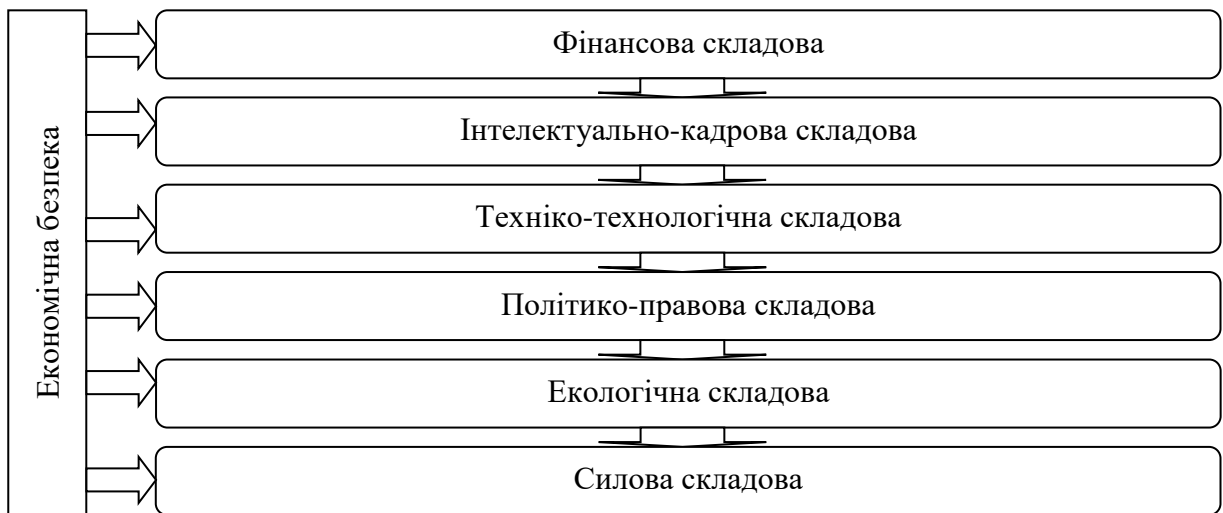 Економічна безпека
Фінансова складова
Інтелектуально-кадрова складова
Техніко-технологічна складова
Політико-правова складова
Екологічна складова
Силова складова